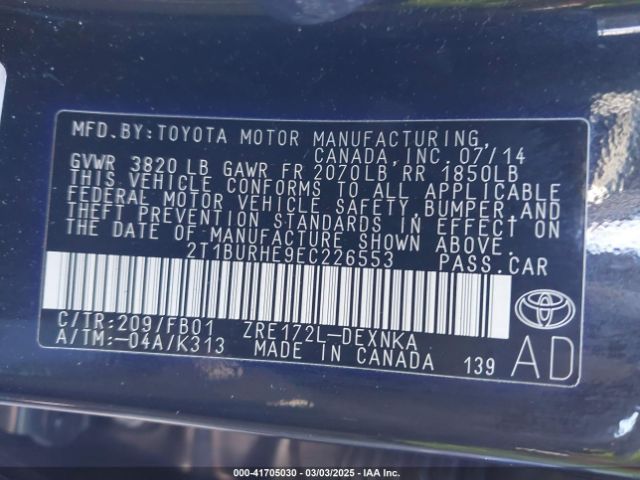 MFD.BY:TOYOTA MOTOR MANUFACTURING,
CANADA,INC.07/14
GVWR 3820 LB GAWR FR 2070LB RR 1850LB
THIS VEHICLE CONFORMS TO ALL APPLICABLE
FEDERAL MOTOR VEHICLE SAFETY,BUMPER,AND
THEFT PREVENTION STANDARDS IN EFFECT ON
THE DATE OF MANUFACTURE SHOWN ABOVE.
2T1BURHE9EC226553 PASS.CAR
C/TR:209/FB01 ZRE172L-DEXNKA
A/TM:-04A/K313 MADE IN CANADA 139
AD
000-41705030 - 03/03/2025 - IAA Inc.